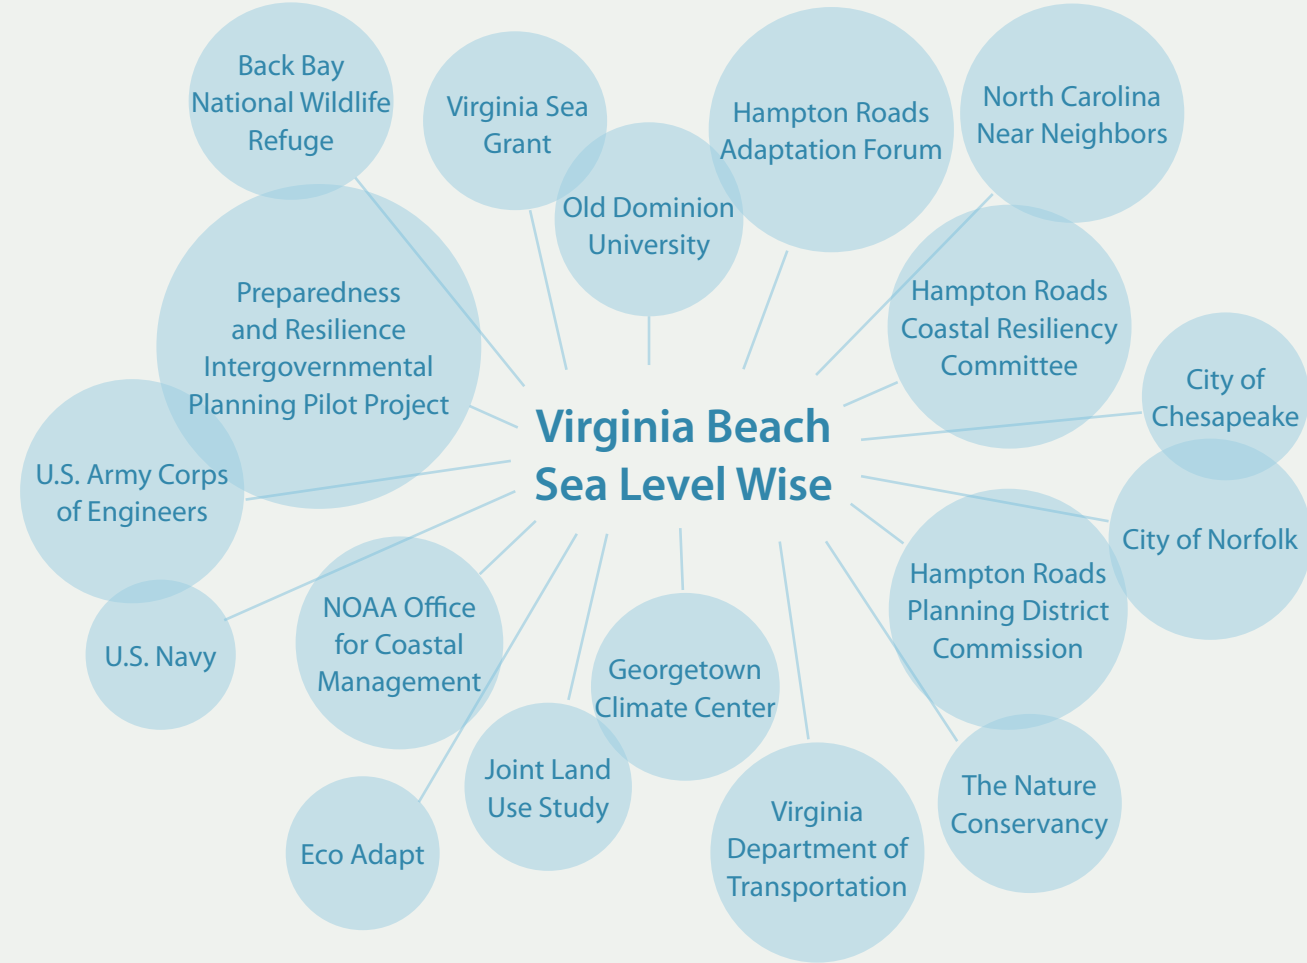 Back Bay
National Wildlife
Refuge
Virginia Sea
Grant
Old Dominion
University
Hampton Roads
Adaptation Forum
North Carolina
Near Neighbors
Preparedness
and Resilience
Intergovernmental
Planning Pilot Project
Hampton Roads
Coastal Resiliency
Committee
City of
Chesapeake
Virginia Beach
Sea Level Wise
U.S. Army Corps
of Engineers
City of Norfolk
U.S. Navy
NOAA Office
for Coastal
Management
Georgetown
Climate Center
Hampton Roads
Planning District
Commission
Eco Adapt
Joint Land
Use Study
Virginia
Department of
Transportation
The Nature
Conservancy